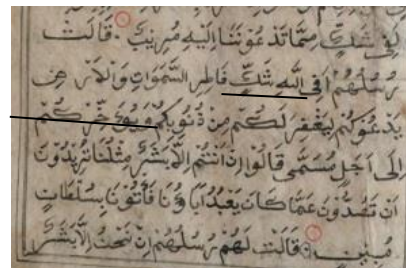 لَفِى شَكٍّ مِمَّا تَدْعُونَنَا اِلَيْهِ مُرِيبٍ قَالَتْ
رُسُلُهُمْ اَفِى اللّٰهِ شَكٌّ فَاطِرِ السَّمٰوَاتِ وَالْاَرْضِ
يَدْعُوكُمْ لِيَغْفِرَ لَكُمْ مِنْ ذُنُوبِكُمْ وَيُؤَخِّرَكُمْ
اِلٰى اَجَلٍ مُسَمًّى قَالُوا اِنْ اَنْتُمْ اِلَّا بَشَرٌ مِثْلُنَا تُرِيدُونَ
اَنْ تَصُدُّونَا عَمَّا كَانَ يَعْبُدُ اٰبَاؤُنَا فَأْتُونَا بِسُلْطَانٍ
مُبِينٍ قَالَتْ لَهُمْ رُسُلُهُمْ اِنْ نَحْنُ اِلَّا بَشَرٌ